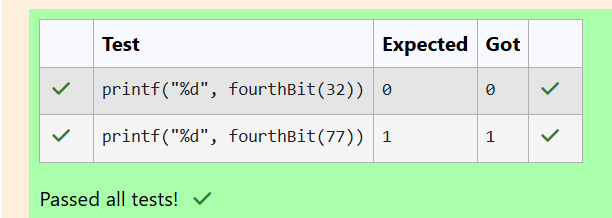 Test Expected Got
printf("%d", fourthBit(32)) 0 0
printf("%d", fourthBit(77)) 1 1
Passed all tests!